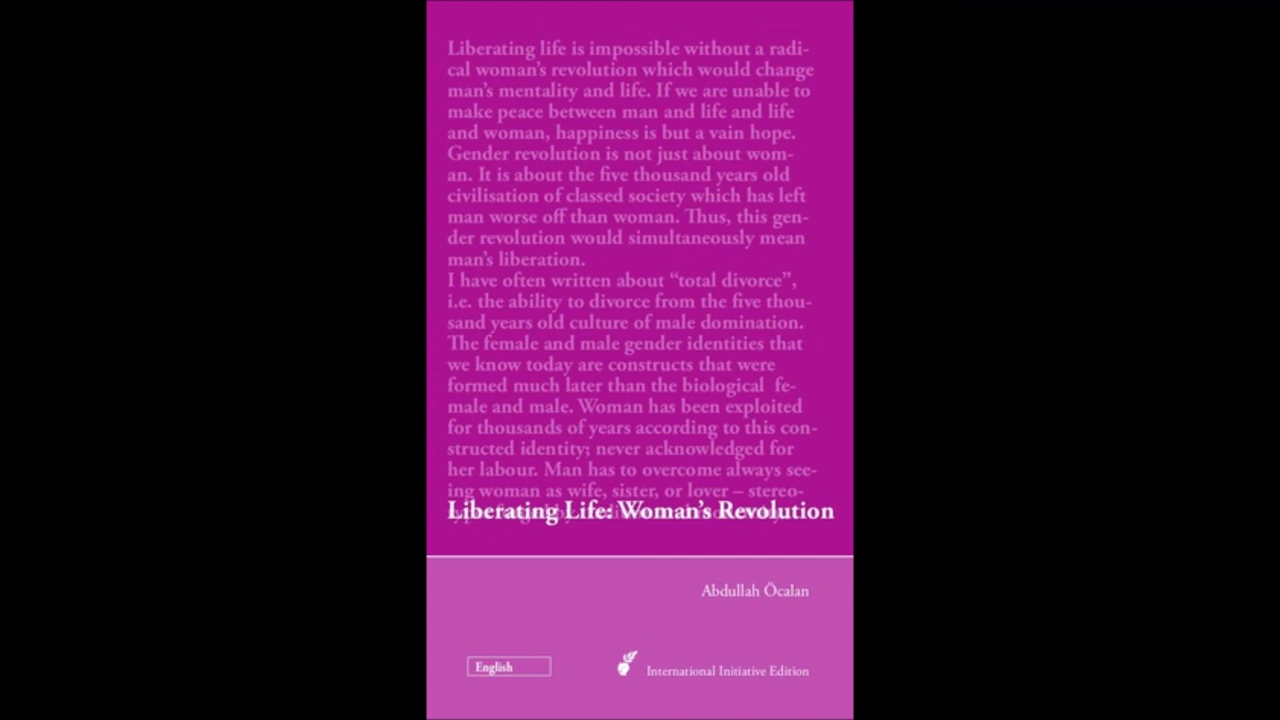 Liberating life is impossible without a radi-
cal woman's revolution which would change
man's mentality and life. If we are unable to
make peace between man and life and life
and woman, happiness is but a vain hope.
Gender revolution is not just about wom-
an. It is about the five thousand years old
civilisation of classed society which has left
man worse off than woman. Thus, this gen-
der revolution would simultaneously mean
man's liberation.
I have often written about “total divorce”,
i.e. the ability to divorce from the five thou-
sand years old culture of male domination.
The female and male gender identities that
we know today are constructs that were
formed much later than the biological fe-
male and male. Woman has been exploited
for thousands of years according to this con-
structed identity; never acknowledged for
her labour. Man has to overcome always see-
ing woman as wife, sister, or lover – stereo-
Liberating Life: Woman's Revolution
Abdullah Öcalan
English
International Initiative Edition